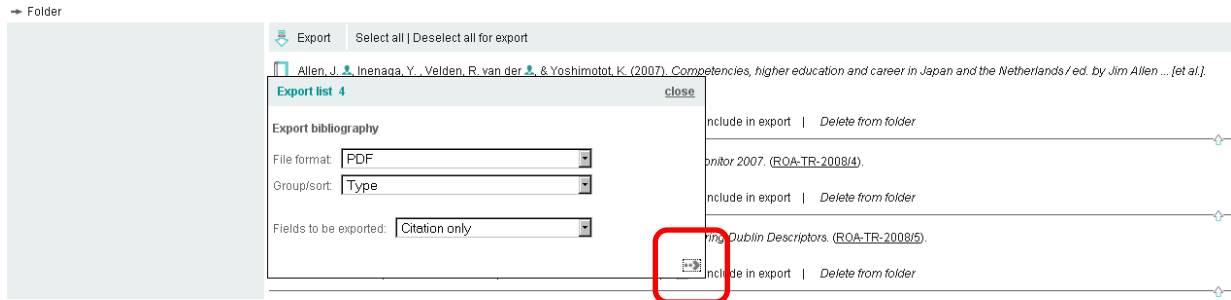 Folder
Export Select all | Deselect all for export
Allen, J. , Inenaga, Y. , Velden, R. van der , & Yoshimotot, K. (2007). Competencies, higher education and career in Japan and the Netherlands / ed. by Jim Allen ... [et al.].
Export list 4 close
Export bibliography
nclude in export | Delete from folder
File format: PDF
onitor 2007. (ROA-TR-2008/4).
Group/sort: Type
nclude in export | Delete from folder
Fields to be exported: Citation only
ring Dublin Descriptors. (ROA-TR-2008/5).
nclude in export | Delete from folder